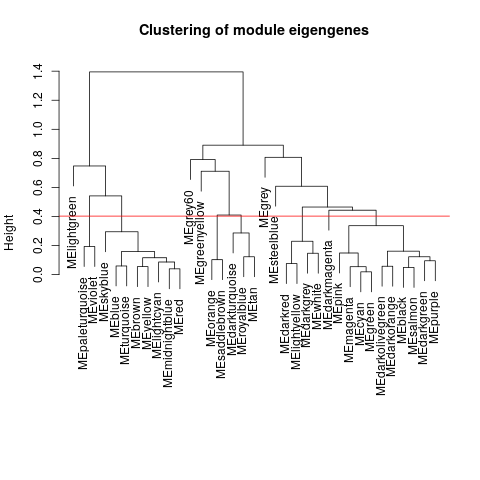 Clustering of module eigengenes
Height
1.4
1.2
1.0
0.8
0.6
0.4
0.2
0.0
MElightgreen
MEpaleturquoise
MEviolet
MEskyblue
MEblue
MEturquoise
MEbrown
MEyellow
MElightcyan
MEmidnightblue
MEred
MEgrey60
MEgreenyellow
MEorange
MEsaddlebrown
MEdarkturquoise
MEroyalblue
MEtan
MEgrey
MEsteelblue
MEdarkred
MElightyellow
MEdarkgrey
MEwhite
MEdarkmagenta
MEpink
MEmagenta
MEcyan
MEgreen
MEdarkolivegreen
MEdarkorange
MEblack
MEsalmon
MEdarkgreen
MEpurple